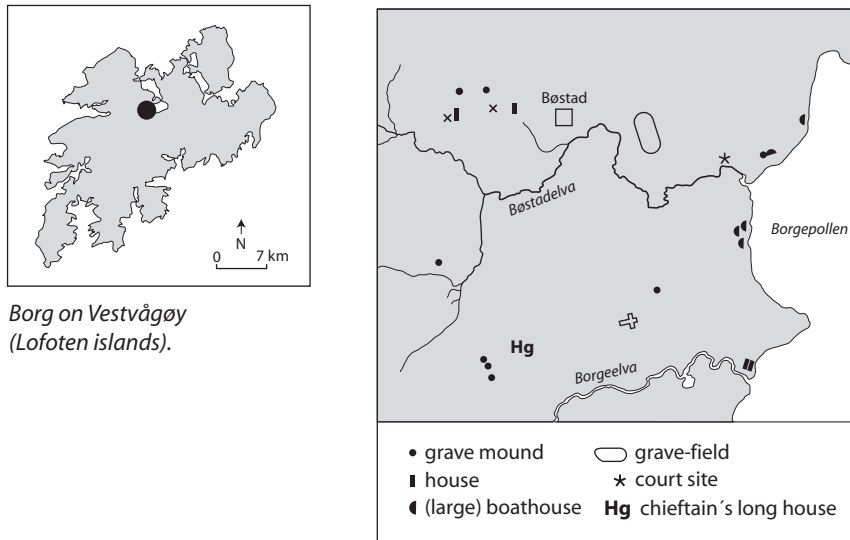 N
0 7 km
Borg on Vestvågøy
(Lofoten islands).
Bøstad
Bøstadelva
Borgepollen
Hg
Borgeelva
grave mound
house
(large) boathouse
grave-field
court site
Hg chieftain´s long house